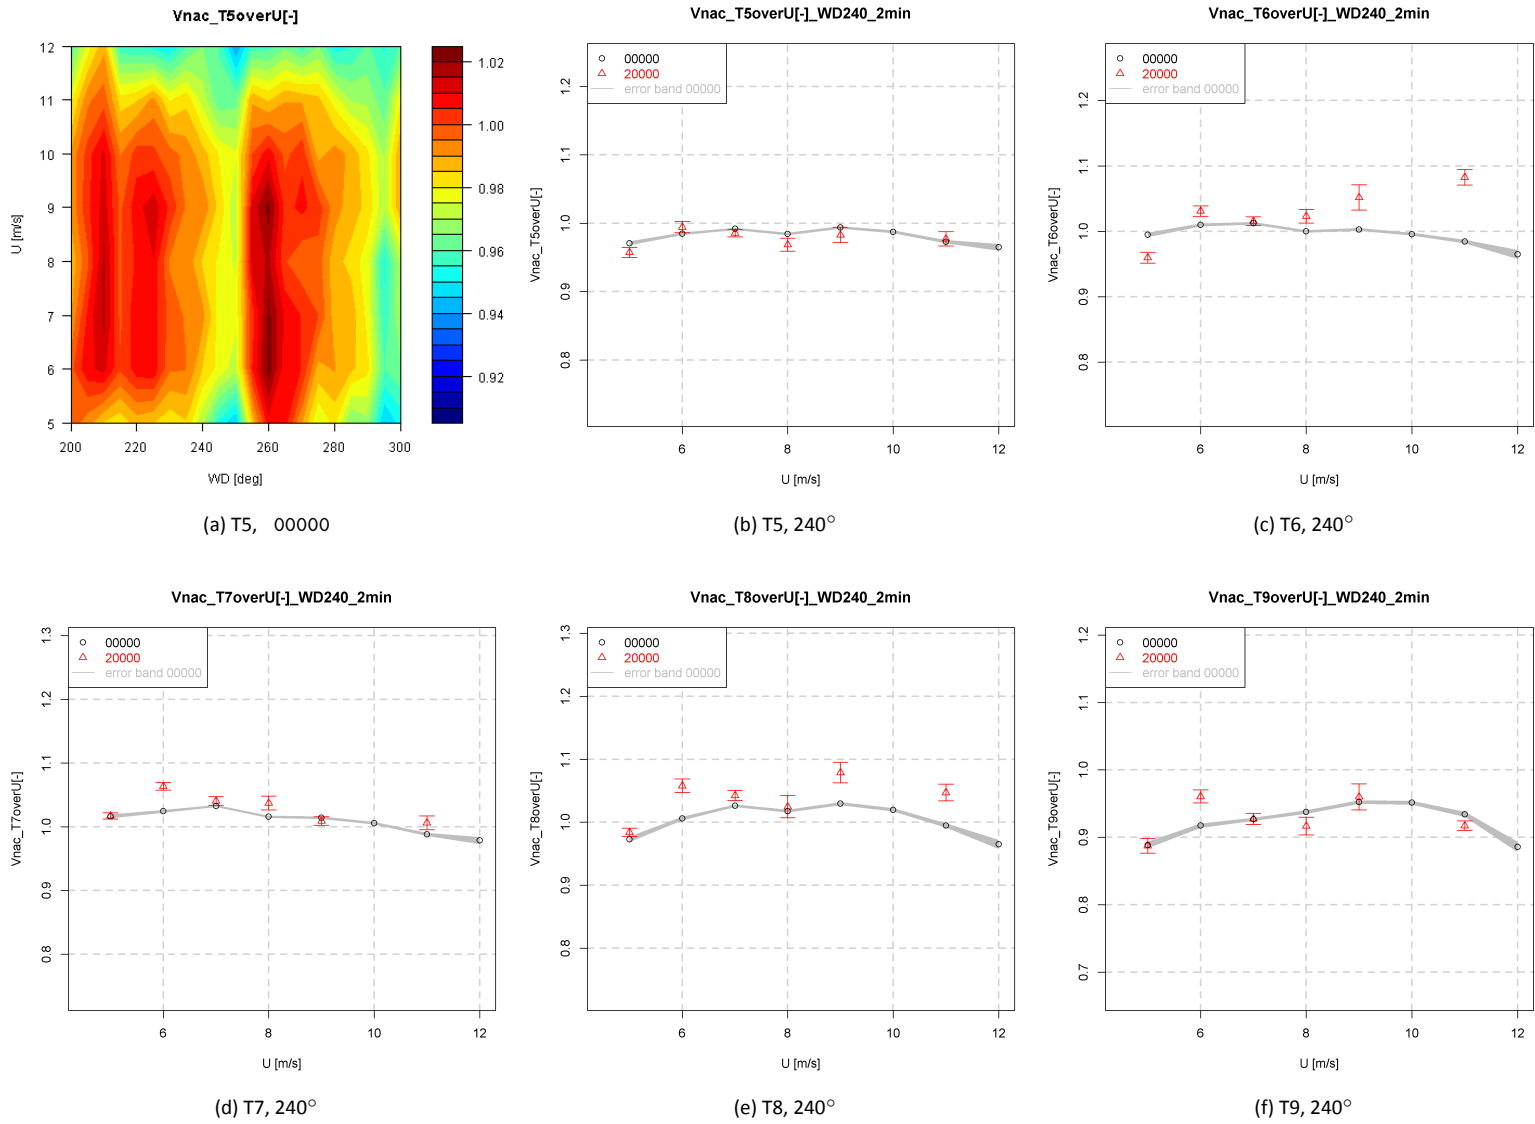 Vnac_T5overU[-]
12
11
10
9
8
7
6
5
U [m/s]
200 220 240 260 280 300
WD [deg]
1.02
1.00
0.98
0.96
0.94
0.92
(a) T5, 00000
Vnac_T5overU[-]_WD240_2min
00000
20000
error band 00000
1.2
1.1
1.0
0.9
0.8
Vnac_T5overU[-]
6 8 10 12
U [m/s]
(b) T5, 240°
Vnac_T6overU[-]_WD240_2min
00000
20000
error band 00000
1.2
1.1
1.0
0.9
0.8
Vnac_T6overU[-]
6 8 10 12
U [m/s]
(c) T6, 240°
Vnac_T7overU[-]_WD240_2min
00000
20000
error band 00000
1.3
1.2
1.1
1.0
0.9
0.8
Vnac_T7overU[-]
6 8 10 12
U [m/s]
(d) T7, 240°
Vnac_T8overU[-]_WD240_2min
00000
20000
error band 00000
1.3
1.2
1.1
1.0
0.9
0.8
Vnac_T8overU[-]
6 8 10 12
U [m/s]
(e) T8, 240°
Vnac_T9overU[-]_WD240_2min
00000
20000
error band 00000
1.2
1.1
1.0
0.9
0.8
0.7
Vnac_T9overU[-]
6 8 10 12
U [m/s]
(f) T9, 240°